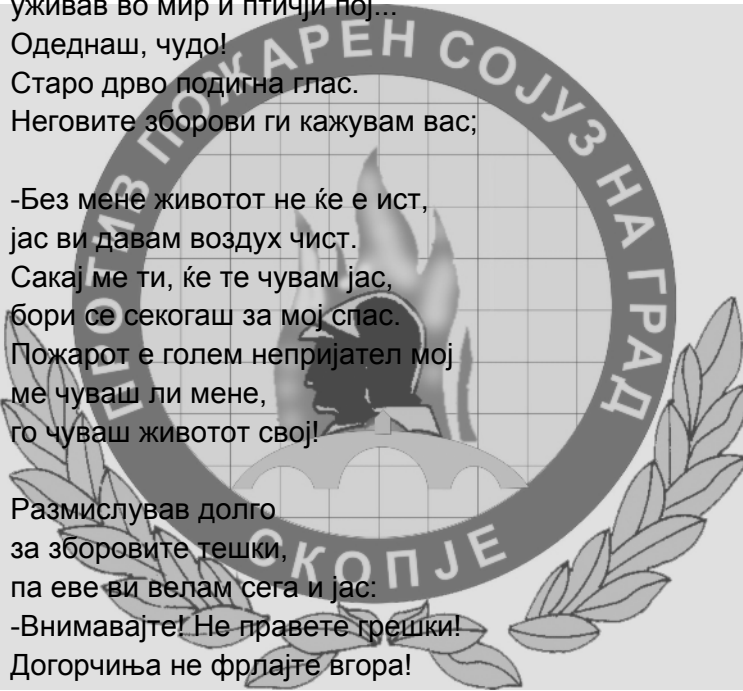 уживав во мир и птичји пој...
Одеднаш, чудо!
Старо дрво подигна глас.
Неговите зборови ги кажувам вас;
-Без мене животот не ќе е ист,
јас ви давам воздух чист.
Сакај ме ти, ќе те чувам јас,
бори се секогаш за мој спас.
Пожарот е голем непријател мој
ме чуваш ли мене,
го чуваш животот свој!
Размислував долго
за зборовите тешки,
па еве ви велам сега и јас:
-Внимавајте! Не правете грешки!
Догорчиња не фрлајте вгора!
ПРОТИВ ПОЖАРЕН СОЈУЗ НА ГРАД
СКОПЈЕ